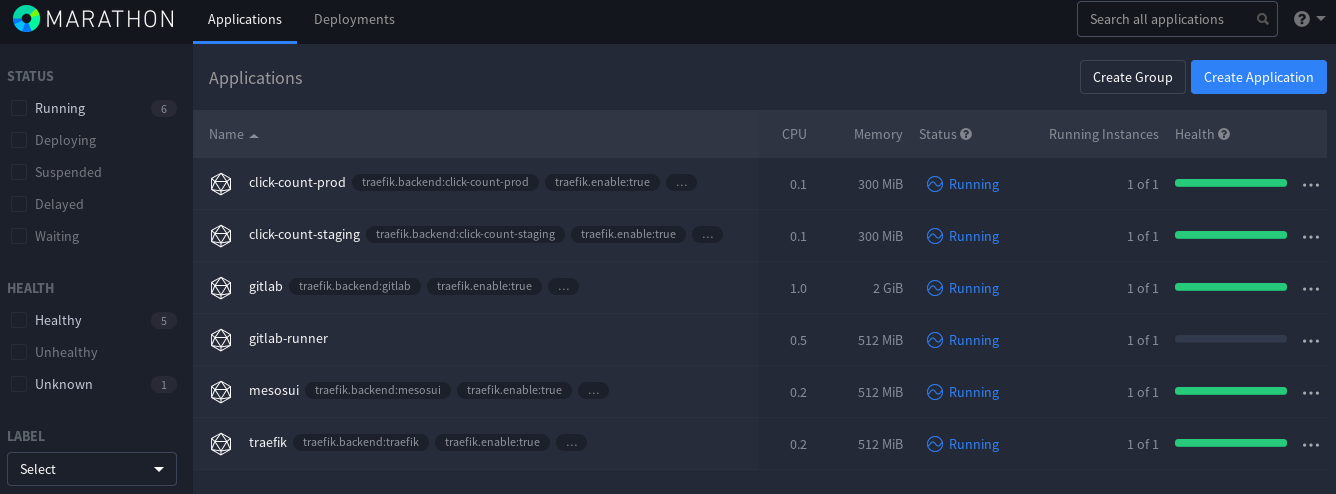 MARATHON
Applications Deployments
Search all applications
STATUS
Running 6
Deploying
Suspended
Delayed
Waiting
HEALTH
Healthy 5
Unhealthy
Unknown 1
LABEL
Select
Applications
Create Group Create Application
Name CPU Memory Status Running Instances Health
click-count-prod traefik.backend:click-count-prod traefik.enable:true ... 0.1 300 MiB Running 1 of 1
click-count-staging traefik.backend:click-count-staging traefik.enable:true ... 0.1 300 MiB Running 1 of 1
gitlab traefik.backend:gitlab traefik.enable:true ... 1.0 2 GiB Running 1 of 1
gitlab-runner 0.5 512 MiB Running 1 of 1
mesosui traefik.backend:mesosui traefik.enable:true ... 0.2 512 MiB Running 1 of 1
traefik traefik.backend:traefik traefik.enable:true ... 0.2 512 MiB Running 1 of 1